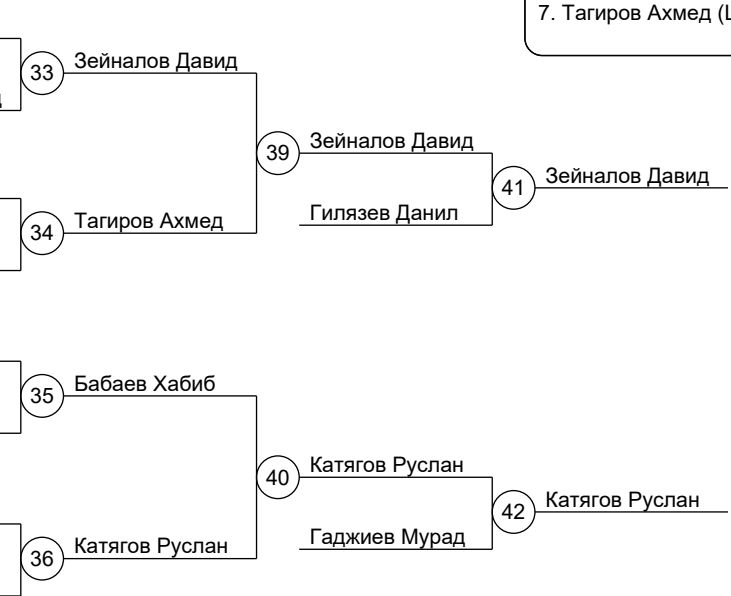 7. Тагиров Ахмед
33 Зейналов Давид
39 Зейналов Давид
41 Зейналов Давид
Гилязев Данил
34 Тагиров Ахмед
35 Бабаев Хабиб
40 Катягов Руслан
42 Катягов Руслан
Гаджиев Мурад
36 Катягов Руслан